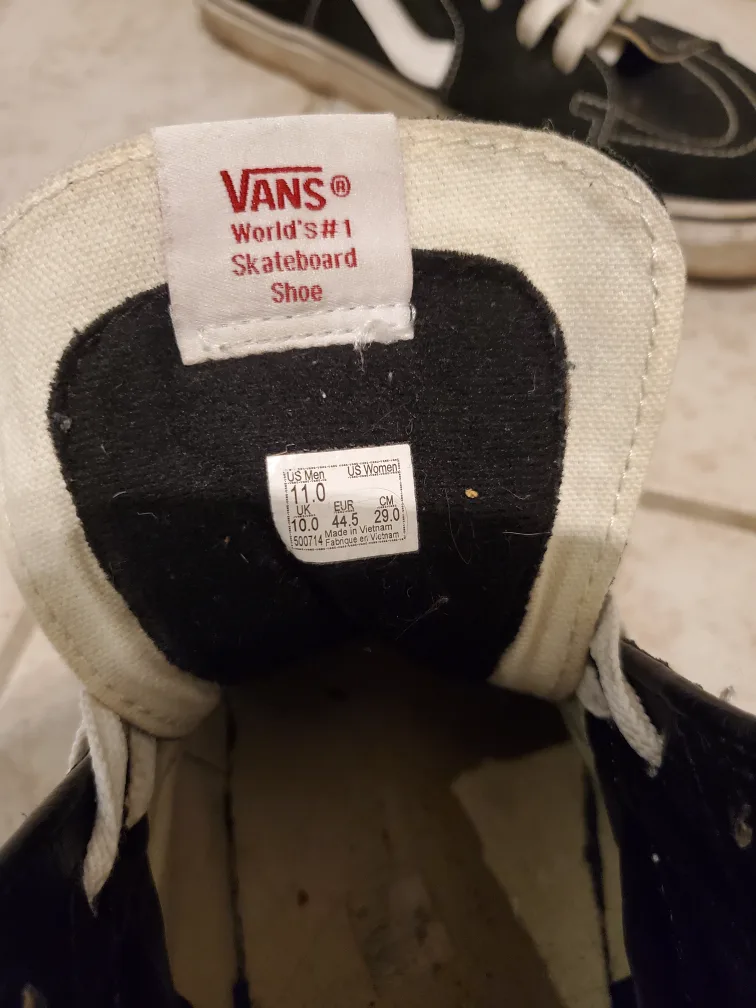 VANS®
World's#1
Skateboard
Shoe
US Men US Women
11.0
UK EUR CM
10.0 44.5 29.0
Made in Vietnam
500714 Fabrique en Vietnam